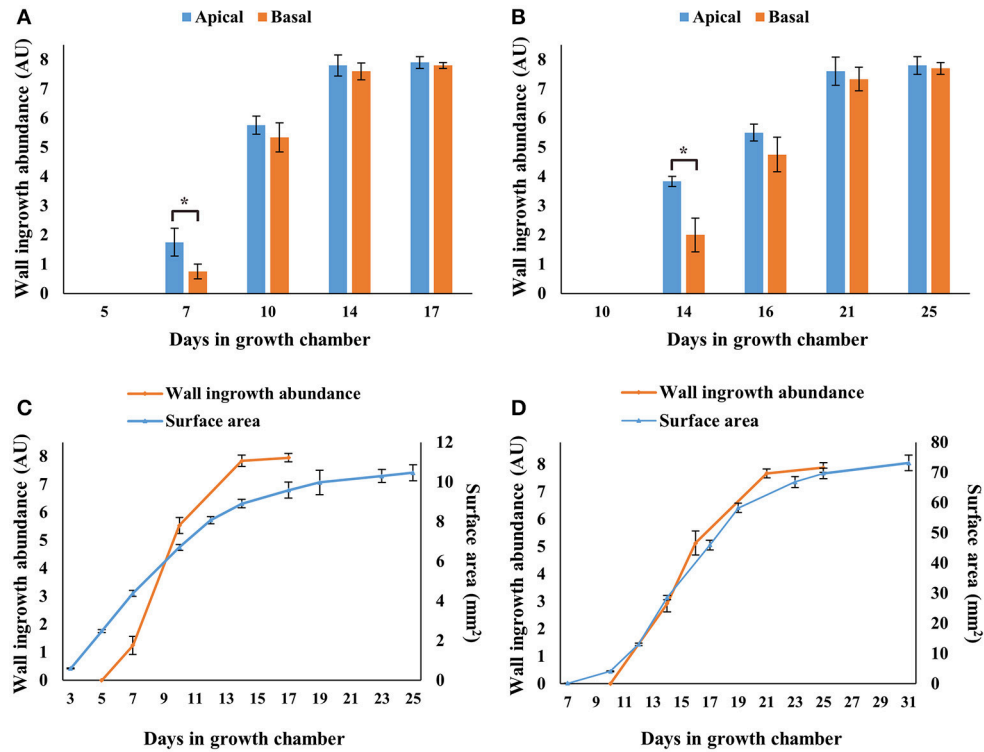 A
Apical Basal
Wall ingrowth abundance (AU)
8
7
6
5
4
3
2
1
0
*
5 7 10 14 17
Days in growth chamber
B
Apical Basal
Wall ingrowth abundance (AU)
8
7
6
5
4
3
2
1
0
*
10 14 16 21 25
Days in growth chamber
C
Wall ingrowth abundance
Surface area
Wall ingrowth abundance (AU)
8
7
6
5
4
3
2
1
0
12
10
8
6
4
2
0
Surface area (mm²)
3 5 7 9 11 13 15 17 19 21 23 25
Days in growth chamber
D
Wall ingrowth abundance
Surface area
Wall ingrowth abundance (AU)
8
7
6
5
4
3
2
1
0
80
70
60
50
40
30
20
10
0
Surface area (mm²)
7 9 11 13 15 17 19 21 23 25 27 29 31
Days in growth chamber